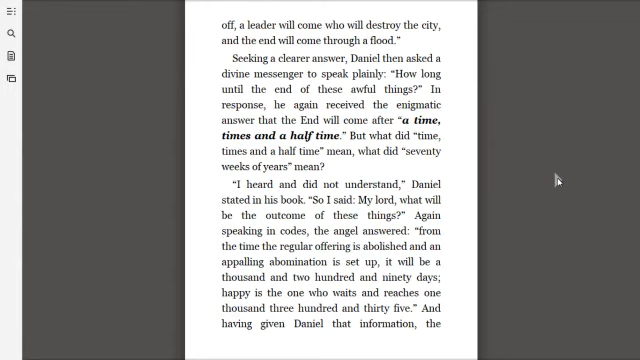 off, a leader will come who will destroy the city,
and the end will come through a flood.”
Seeking a clearer answer, Daniel then asked a
divine messenger to speak plainly: “How long
until the end of these awful things?” In
response, he again received the enigmatic
answer that the End will come after “a time,
times and a half time.” But what did “time,
times and a half time” mean, what did “seventy
weeks of years” mean?
“I heard and did not understand,” Daniel
stated in his book. “So I said: My lord, what will
be the outcome of these things?” Again
speaking in codes, the angel answered: “from
the time the regular offering is abolished and an
appalling abomination is set up, it will be a
thousand and two hundred and ninety days;
happy is the one who waits and reaches one
thousand three hundred and thirty five.” And
having given Daniel that information, the